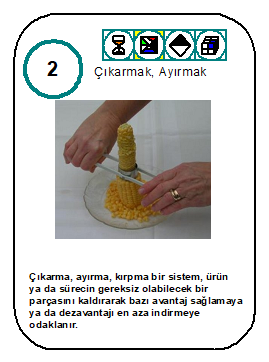 2
Çıkarmak, Ayırmak
Çıkarma, ayırma, kırpma bir sistem, ürün
ya da sürecin gereksiz olabilecek bir
parçasını kaldırarak bazı avantaj sağlamaya
ya da dezavantajı en aza indirmeye
odaklanır.